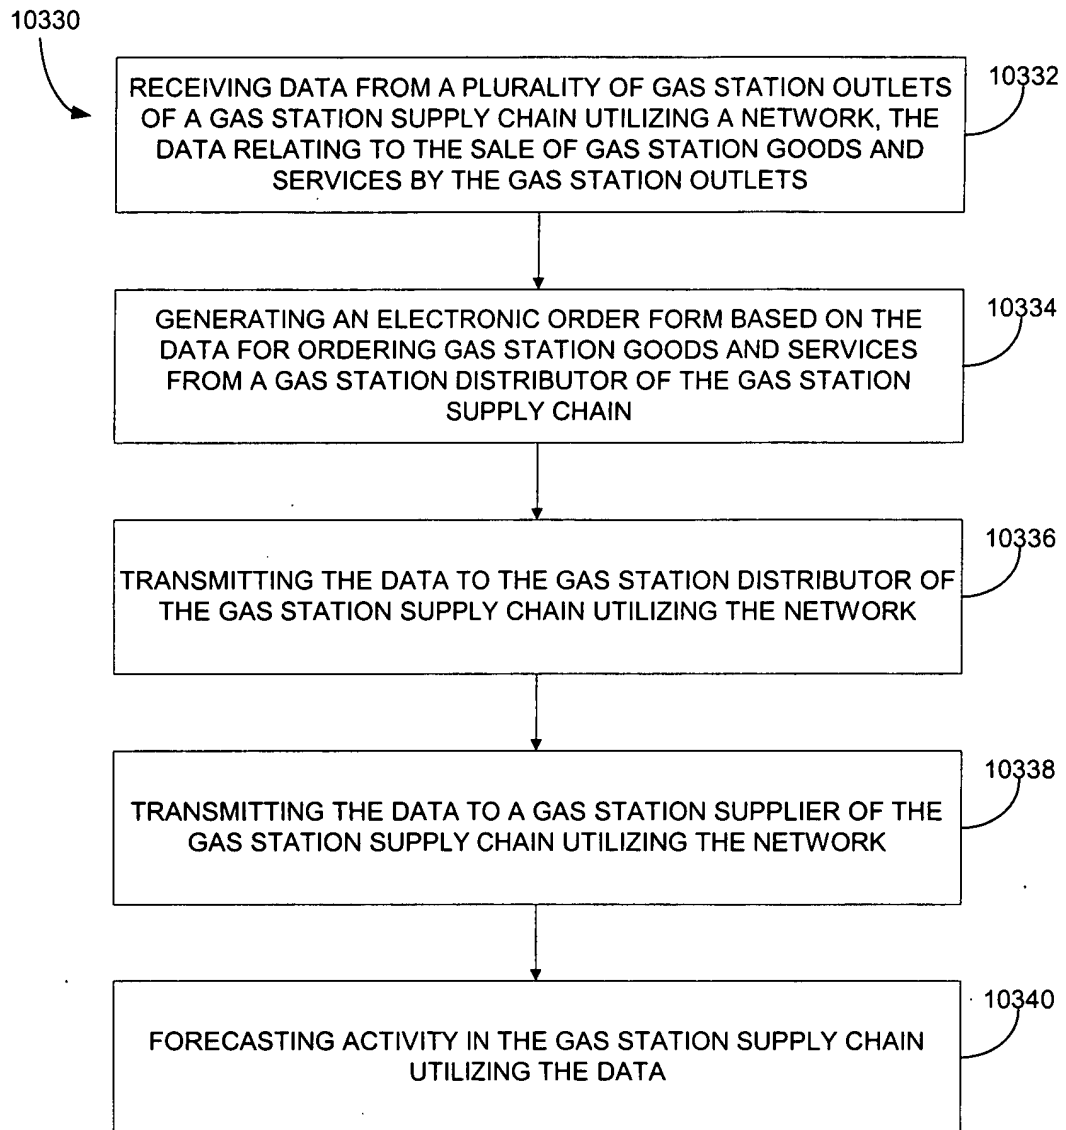 10330
RECEIVING DATA FROM A PLURALITY OF GAS STATION OUTLETS
OF A GAS STATION SUPPLY CHAIN UTILIZING A NETWORK, THE
DATA RELATING TO THE SALE OF GAS STATION GOODS AND
SERVICES BY THE GAS STATION OUTLETS
10332
GENERATING AN ELECTRONIC ORDER FORM BASED ON THE
DATA FOR ORDERING GAS STATION GOODS AND SERVICES
FROM A GAS STATION DISTRIBUTOR OF THE GAS STATION
SUPPLY CHAIN
10334
TRANSMITTING THE DATA TO THE GAS STATION DISTRIBUTOR OF
THE GAS STATION SUPPLY CHAIN UTILIZING THE NETWORK
10336
TRANSMITTING THE DATA TO A GAS STATION SUPPLIER OF THE
GAS STATION SUPPLY CHAIN UTILIZING THE NETWORK
10338
FORECASTING ACTIVITY IN THE GAS STATION SUPPLY CHAIN
UTILIZING THE DATA
10340